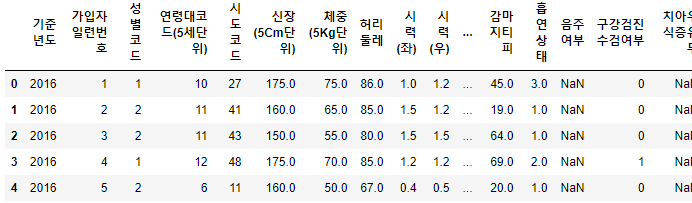 기준
년도 가입자
일련번
호 성
별
코
드 연령대코
드(5세단
위) 시
도
코
드 신장
(5Cm단
위) 체중
(5Kg단
위) 허리
둘레 시
력
(좌) 시
력
(우) ... 감마
지티
피 흡
연
상
태 음주
여부 구강검진
수검여부 치아우
식증유
0 2016 1 1 10 27 175.0 75.0 86.0 1.0 1.2 ... 45.0 3.0 NaN 0 NaN
1 2016 2 2 11 41 160.0 65.0 85.0 1.5 1.2 ... 19.0 1.0 NaN 0 NaN
2 2016 3 2 11 43 150.0 55.0 80.0 1.5 1.5 ... 64.0 1.0 NaN 0 NaN
3 2016 4 1 12 48 175.0 70.0 85.0 1.2 1.2 ... 69.0 2.0 NaN 1 NaN
4 2016 5 2 6 11 160.0 50.0 67.0 0.4 0.5 ... 20.0 1.0 NaN 0 NaN